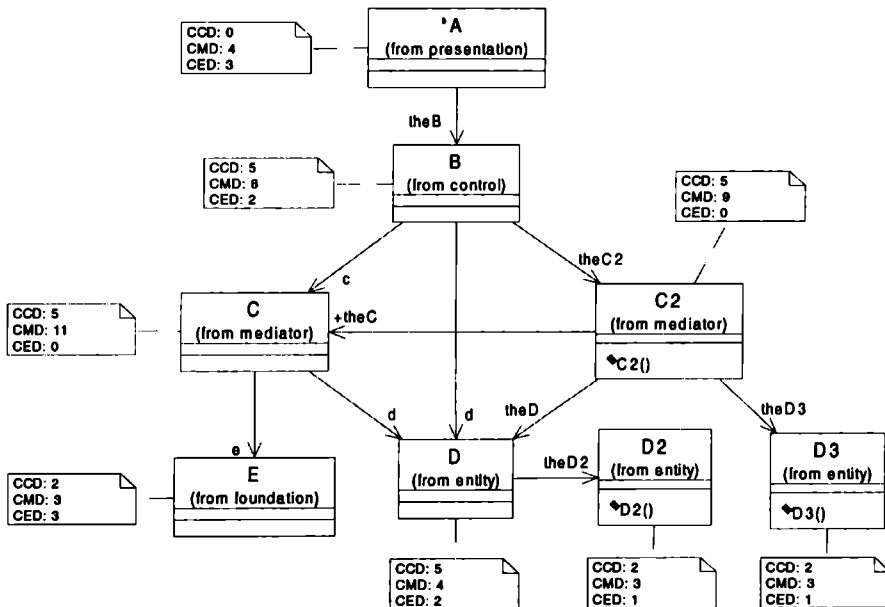 CCD: 0
CMD: 4
CED: 3
A
(from presentation)
theB
CCD: 5
CMD: 6
CED: 2
B
(from control)
CCD: 5
CMD: 9
CED: 0
c
theC2
CCD: 5
CMD: 11
CED: 0
C
(from mediator)
+theC
C2
(from mediator)
C2()
e
d
d
theD
theD3
CCD: 2
CMD: 3
CED: 3
E
(from foundation)
D
(from entity)
theD2
D2
(from entity)
D2()
D3
(from entity)
D3()
CCD: 5
CMD: 4
CED: 2
CCD: 2
CMD: 3
CED: 1
CCD: 2
CMD: 3
CED: 1